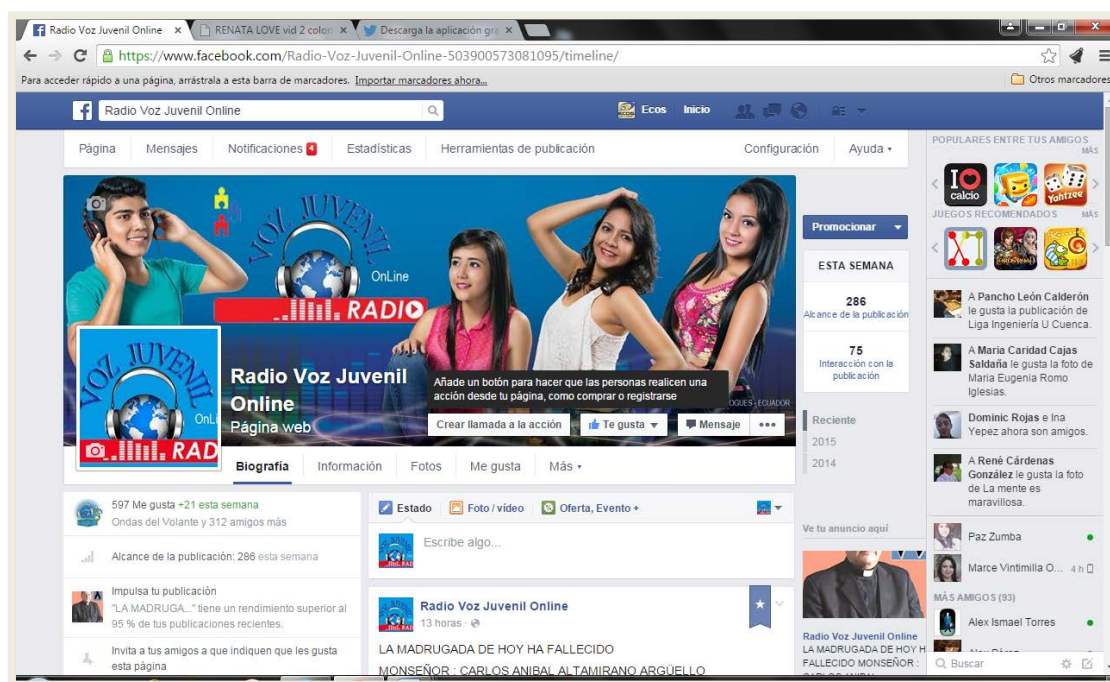 Radio Voz Juvenil Online
RENATA LOVE vid 2 colon
Descarga la aplicación gra
https://www.facebook.com/Radio-Voz-Juvenil-Online-503900573081095/timeline/
Para acceder rápido a una página, arrástrala a esta barra de marcadores. Importar marcadores ahora...
Otros marcadores
Radio Voz Juvenil Online
Ecos Inicio
Página Mensajes Notificaciones 4 Estadísticas Herramientas de publicación Configuración Ayuda
VOZ JUVENIL
OnLine
RADIO
VOZ JUVENIL
OnLi
RAD
Radio Voz Juvenil
Online
Página web
Añade un botón para hacer que las personas realicen una
acción desde tu página, como comprar o registrarse
OGUES - ECUADOR
Crear llamada a la acción Te gusta Mensaje •••
Biografía Información Fotos Me gusta Más
597 Me gusta +21 esta semana
Ondas del Volante y 312 amigos más
Alcance de la publicación: 286 esta semana
Impulsa tu publicación
"LA MADRUGA..." tiene un rendimiento superior al
95 % de tus publicaciones recientes.
Invita a tus amigos a que indiquen que les gusta
esta página
Estado Foto / vídeo Oferta, Evento +
Escribe algo...
Radio Voz Juvenil Online
13 horas ·
LA MADRUGADA DE HOY HA FALLECIDO
MONSEÑOR : CARLOS ANIBAL ALTAMIRANO ARGÜELLO
Promocionar
ESTA SEMANA
286
Alcance de la publicación
75
Interacción con la
publicación
Reciente
2015
2014
Ve tu anuncio aquí
Radio Voz Juvenil Online
LA MADRUGADA DE HOY H
FALLECIDO MONSEÑOR :
POPULARES ENTRE TUS AMIGOS
MÁS
I
calcio
Yahtzee
JUEGOS RECOMENDADOS MÁS
A Pancho León Calderón
le gusta la publicación de
Liga Ingeniería U Cuenca.
A Maria Caridad Cajas
Saldaña le gusta la foto de
Maria Eugenia Romo
Iglesias.
Dominic Rojas e Ina
Yepez ahora son amigos.
A René Cárdenas
González le gusta la foto
de La mente es
maravillosa.
Paz Zumba
Marce Vintimilla O... 4 h
MÁS AMIGOS (93)
Alex Ismael Torres
Buscar